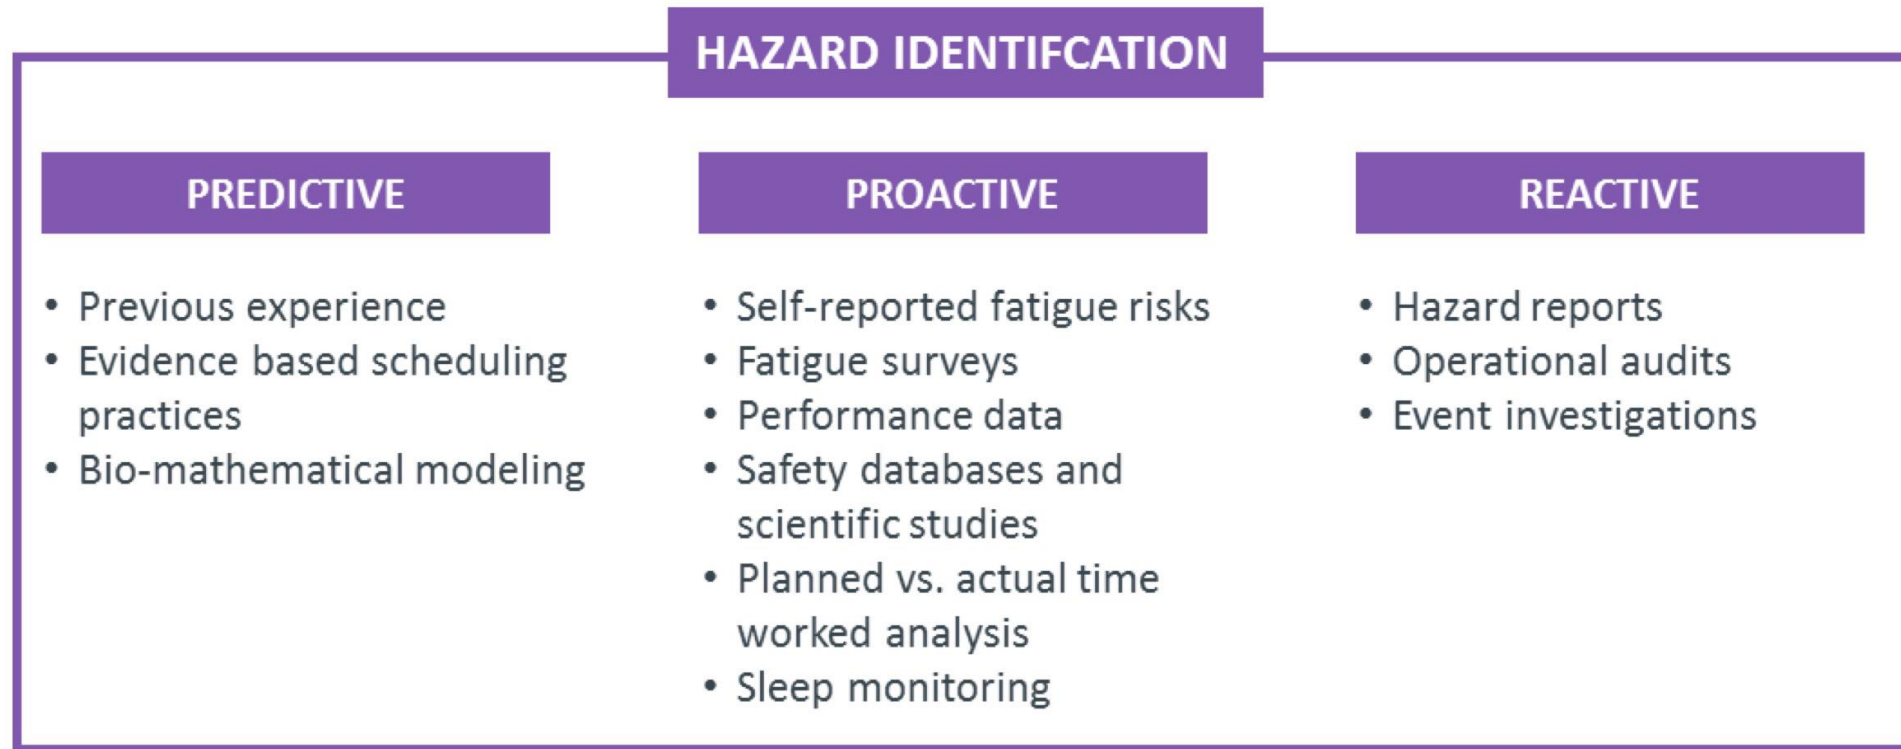 HAZARD IDENTIFCATION
PREDICTIVE
• Previous experience
• Evidence based scheduling
practices
• Bio-mathematical modeling
PROACTIVE
• Self-reported fatigue risks
• Fatigue surveys
• Performance data
• Safety databases and
scientific studies
• Planned vs. actual time
worked analysis
• Sleep monitoring
REACTIVE
• Hazard reports
• Operational audits
• Event investigations